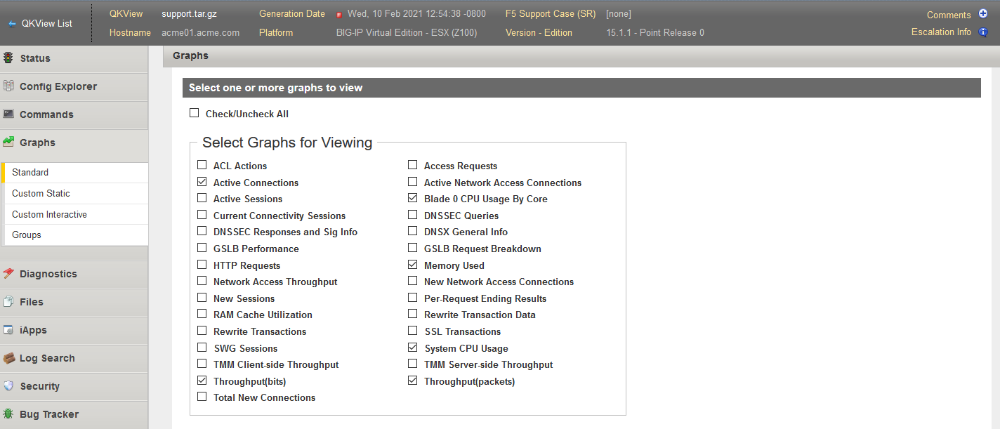 QKView List
QKView support.tar.gz Generation Date Wed, 10 Feb 2021 12:54:38 -0800 F5 Support Case (SR) [none]
Hostname acme01.acme.com Platform BIG-IP Virtual Edition - ESX (Z100) Version - Edition 15.1.1 - Point Release 0
Comments
Escalation Info
Status
Config Explorer
Commands
Graphs
Standard
Custom Static
Custom Interactive
Groups
Diagnostics
Files
iApps
Log Search
Security
Bug Tracker
Graphs
Select one or more graphs to view
Check/Uncheck All
Select Graphs for Viewing
ACL Actions Access Requests
Active Connections Active Network Access Connections
Active Sessions Blade 0 CPU Usage By Core
Current Connectivity Sessions DNSSEC Queries
DNSSEC Responses and Sig Info DNSX General Info
GSLB Performance GSLB Request Breakdown
HTTP Requests Memory Used
Network Access Throughput New Network Access Connections
New Sessions Per-Request Ending Results
RAM Cache Utilization Rewrite Transaction Data
Rewrite Transactions SSL Transactions
SWG Sessions System CPU Usage
TMM Client-side Throughput TMM Server-side Throughput
Throughput(bits) Throughput(packets)
Total New Connections